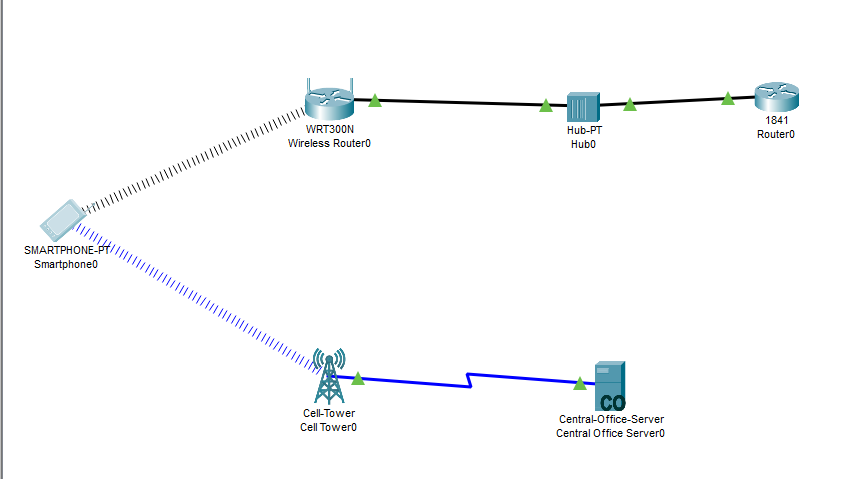 WRT300N
Wireless Router0
Hub-PT
Hub0
1841
Router0
SMARTPHONE-PT
Smartphone0
Cell-Tower
Cell Tower0
CO
Central-Office-Server
Central Office Server0